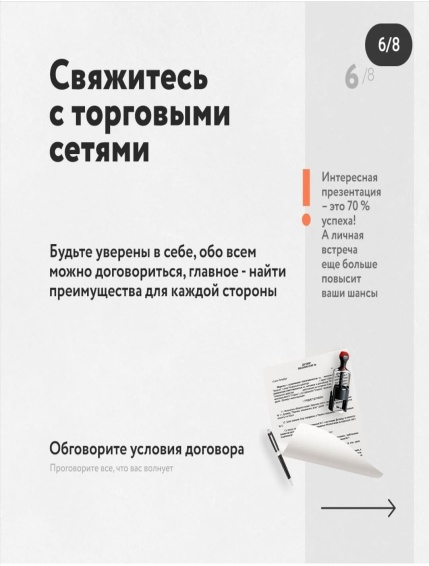 6/8
6/8
Свяжитесь
с торговыми
сетями
Интересная
презентация
– это 70 %
успеха!
А личная
встреча
еще больше
повысит
ваши шансы
Будьте уверены в себе, обо всем
можно договориться, главное - найти
преимущества для каждой стороны
Обговорите условия договора
Проговорите все, что вас волнует